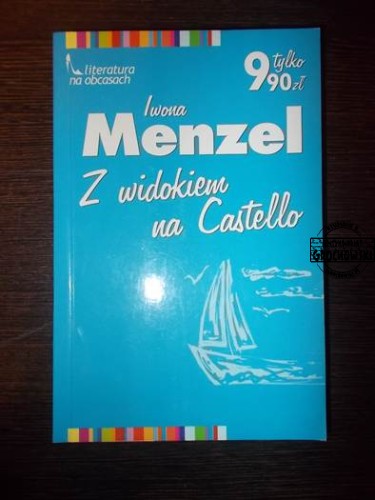 literatura
na obcasach
tylko
9 90 zł
Iwona
Menzel
Z widokiem
na Castello